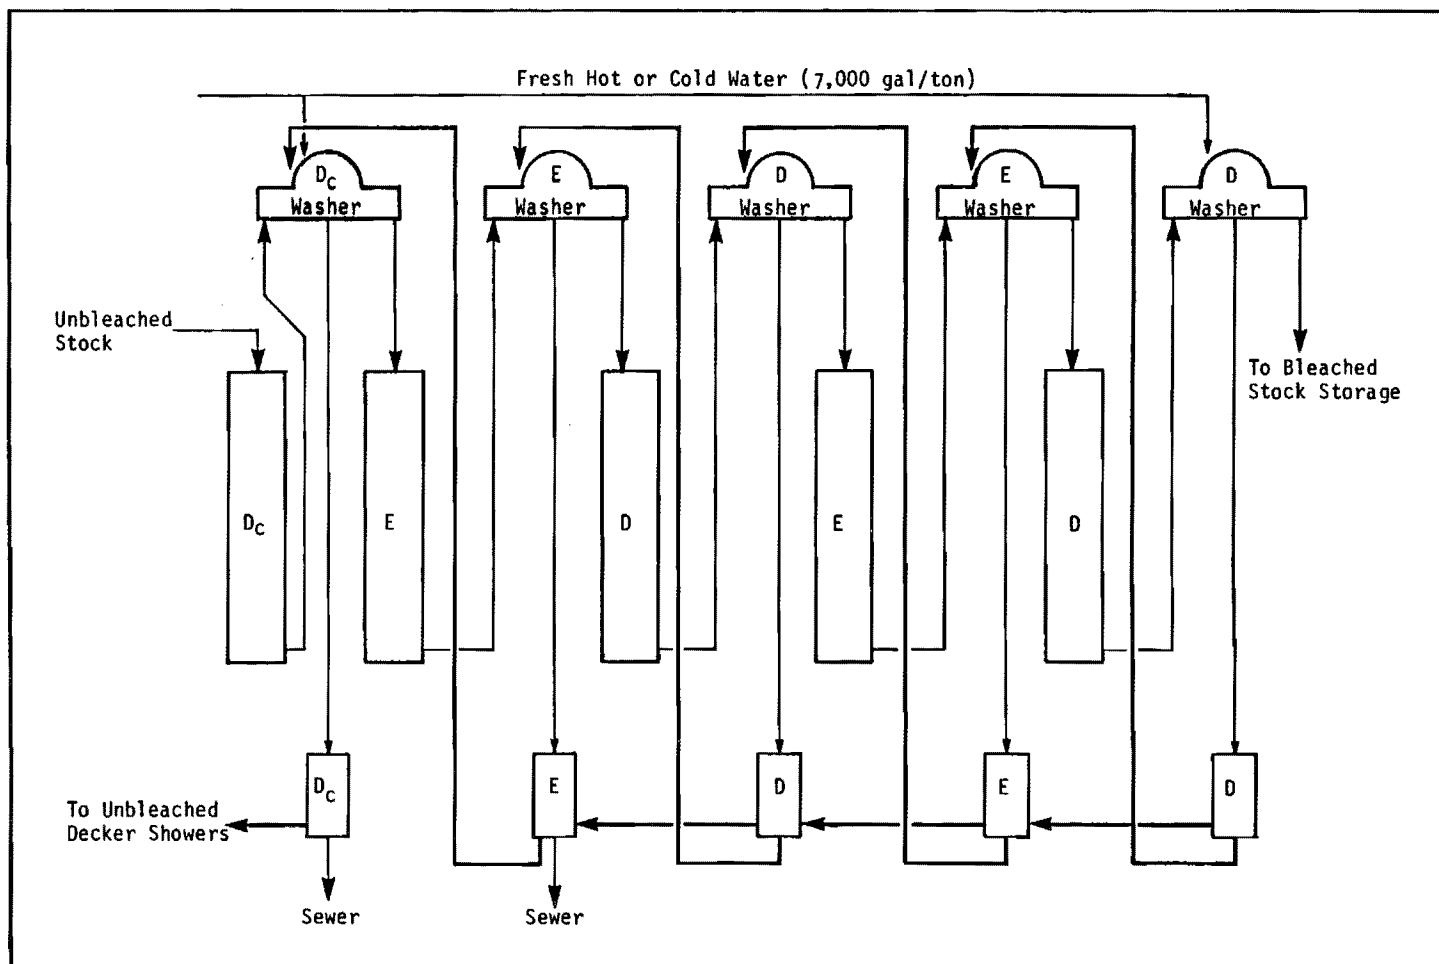 Fresh Hot or Cold Water (7,000 gal/ton)
Dc
Washer
E
Washer
D
Washer
E
Washer
D
Washer
Unbleached
Stock
To Bleached
Stock Storage
Dc
E
D
E
D
Dc
E
D
E
D
To Unbleached
Decker Showers
Sewer
Sewer